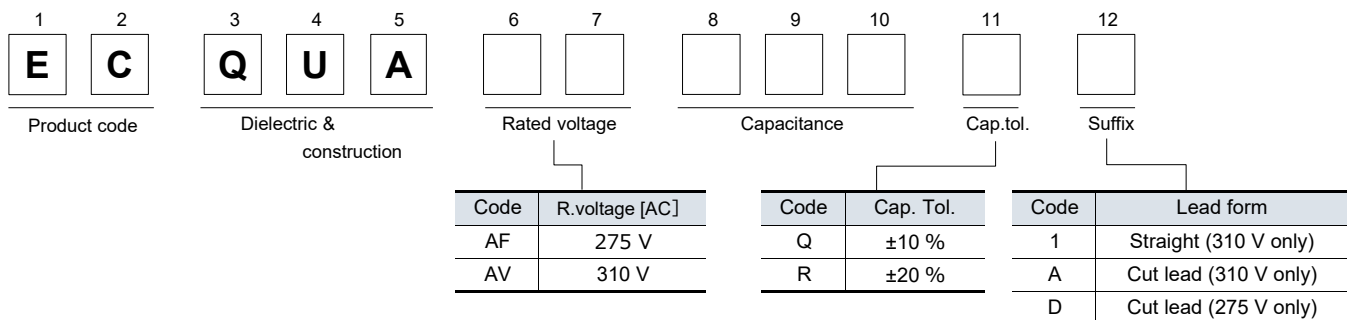 1 2 3 4 5 6 7 8 9 10 11 12
E C Q U A
Product code Dielectric & Rated voltage Capacitance Cap.tol. Suffix
construction
Code R.voltage [AC] Code Cap. Tol. Code Lead form
AF 275 V Q ±10 % 1 Straight (310 V only)
AV 310 V R ±20 % A Cut lead (310 V only)
D Cut lead (275 V only)